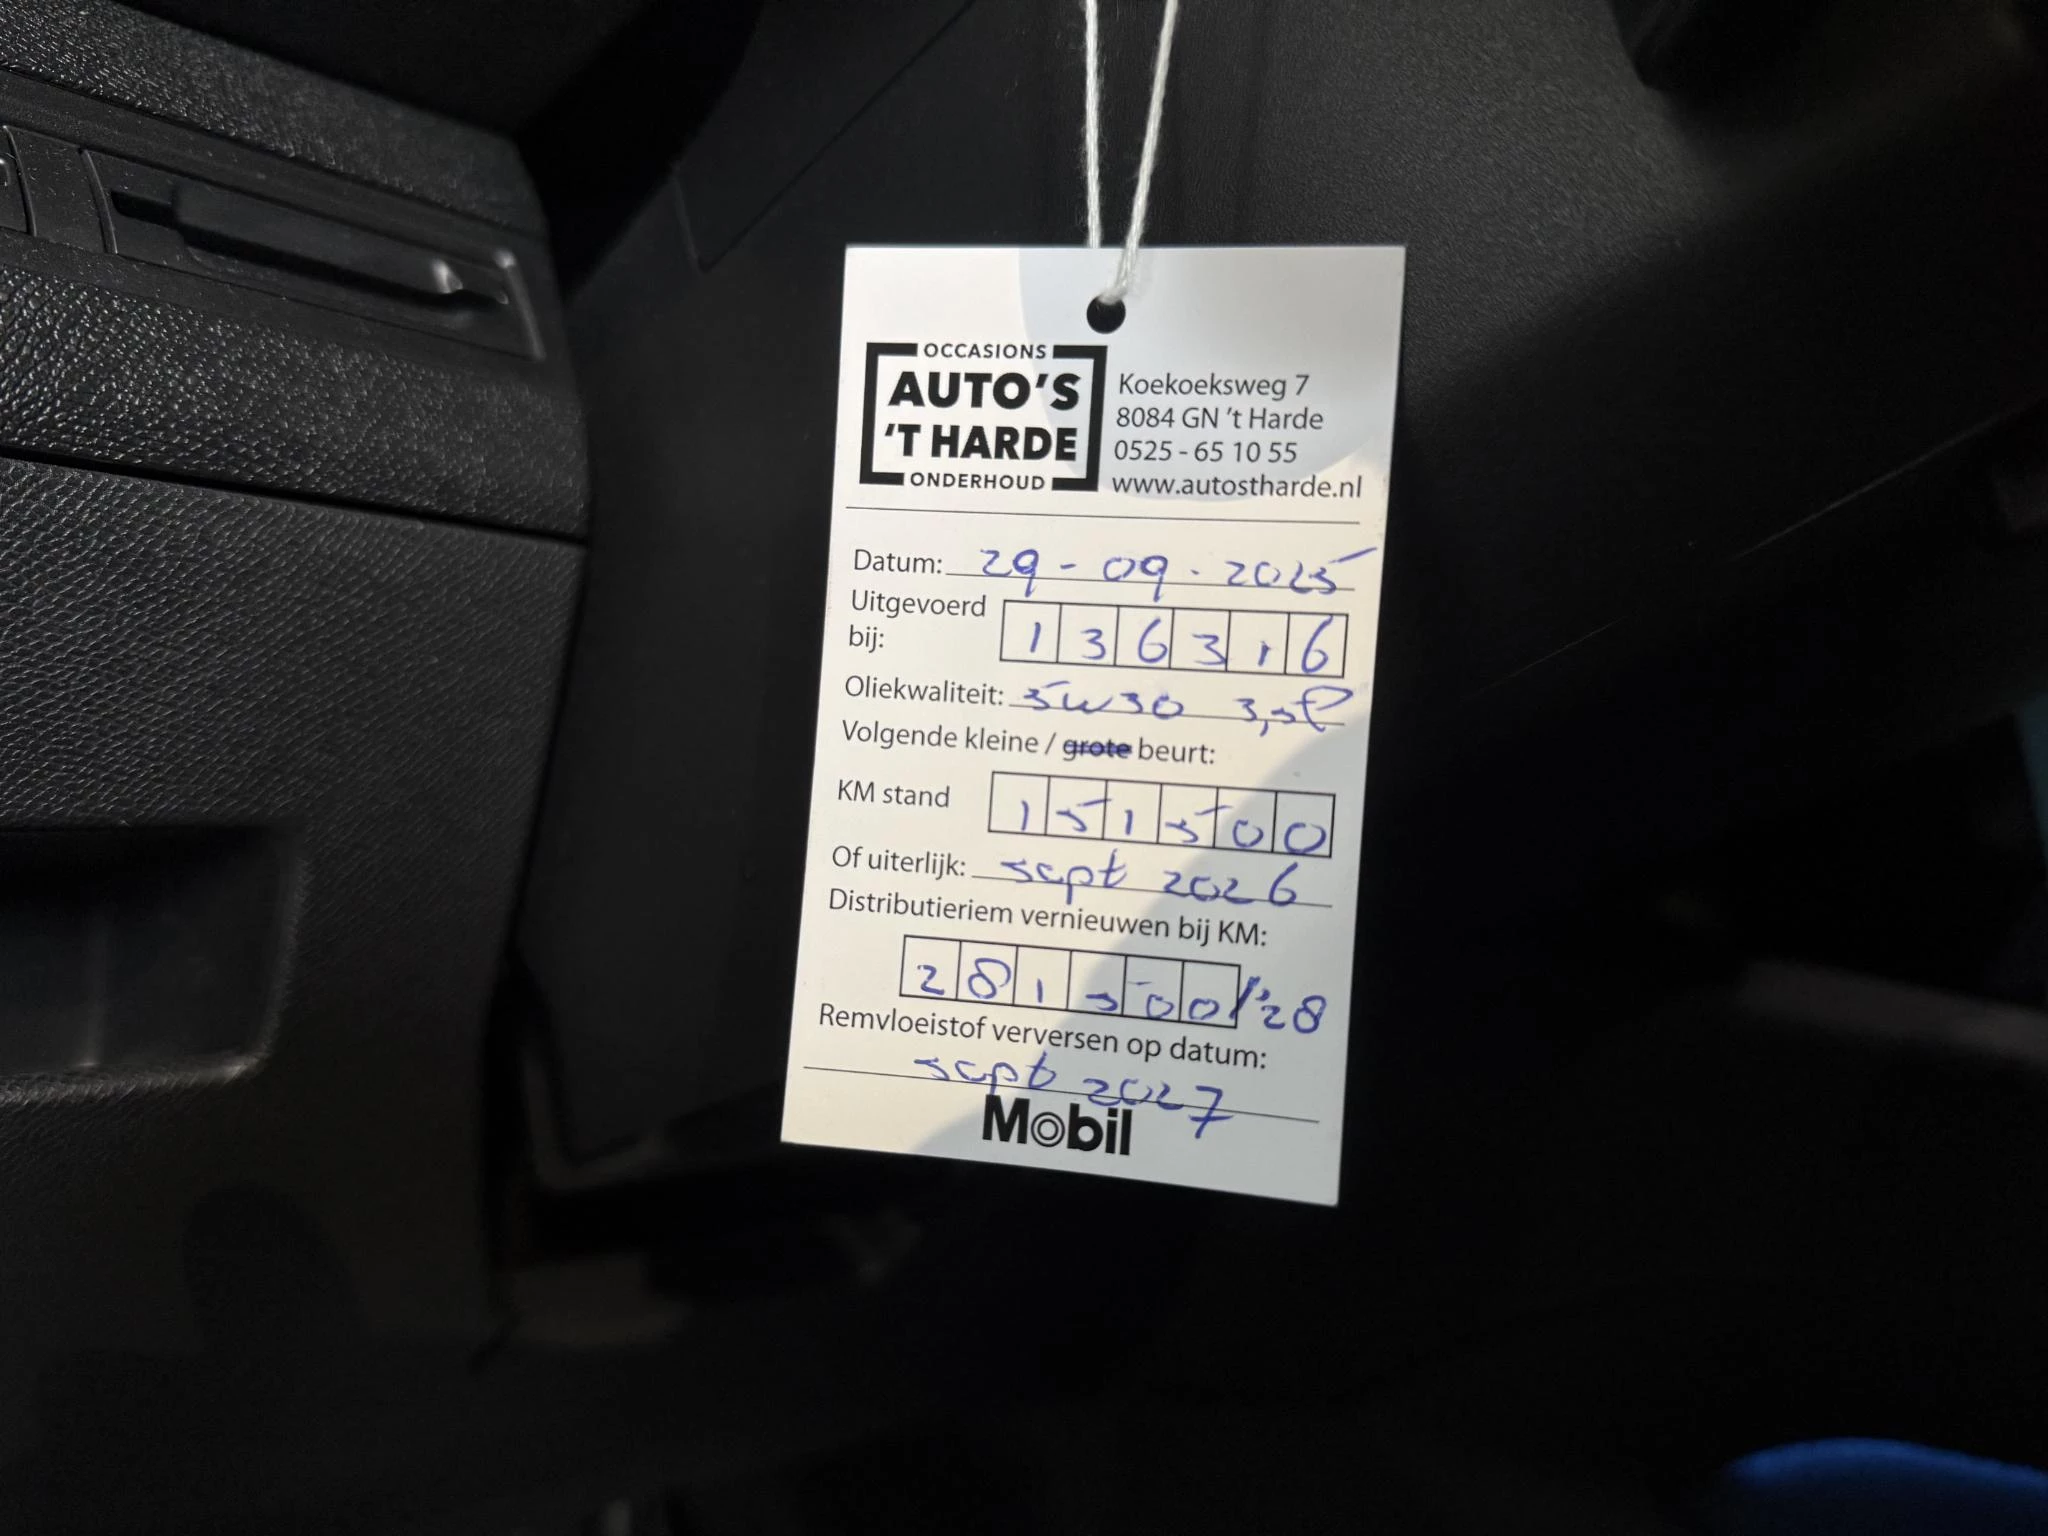 OCCASIONS
AUTO'S
'T HARDE
ONDERHOUD
Koekoeksweg 7
8084 GN 't Harde
0525 - 65 10 55
www.autostharde.nl
Datum: 29-09.2025
Uitgevoerd bij: 136316
Oliekwaliteit: 5W30 3,5l
Volgende kleine / grote beurt:
KM stand 151500
Of uiterlijk: sept 2026
Distributieriem vernieuwen bij KM:
281500/'28
Remvloeistof verversen op datum:
sept 2027
Mobil